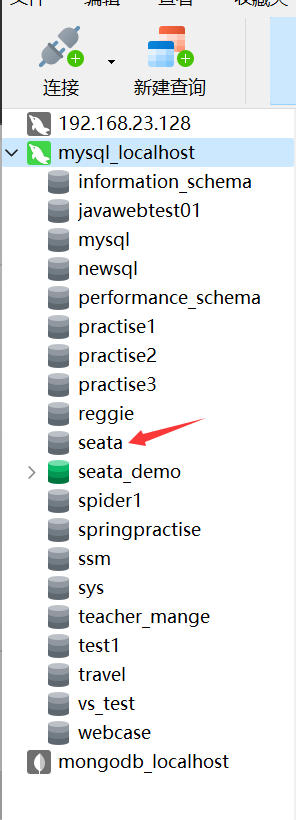 连接
新建查询
192.168.23.128
mysql_localhost
information_schema
javawebtest01
mysql
newsql
performance_schema
practise1
practise2
practise3
reggie
seata
seata_demo
spider1
springpractise
ssm
sys
teacher_mange
test1
travel
vs_test
webcase
mongodb_localhost